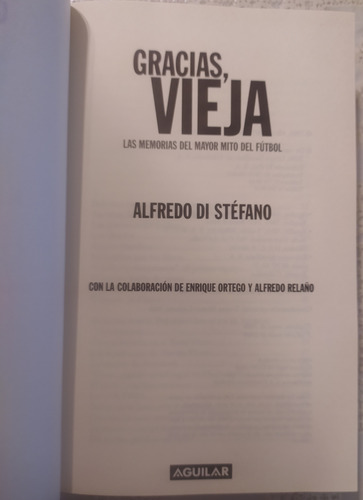 GRACIAS,
VIEJA
LAS MEMORIAS DEL MAYOR MITO DEL FÚTBOL
ALFREDO DI STÉFANO
CON LA COLABORACIÓN DE ENRIQUE ORTEGO Y ALFREDO RELAÑO
AGUILAR